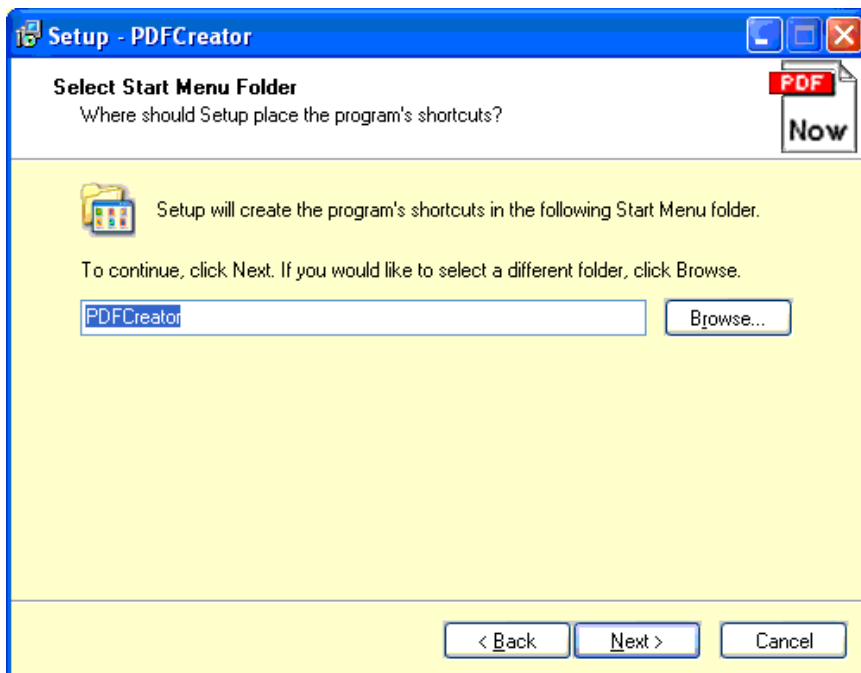 Setup - PDFCreator
Select Start Menu Folder
Where should Setup place the program's shortcuts?
PDF
Now
Setup will create the program's shortcuts in the following Start Menu folder.
To continue, click Next. If you would like to select a different folder, click Browse.
PDFCreator
Browse...
< Back
Next >
Cancel